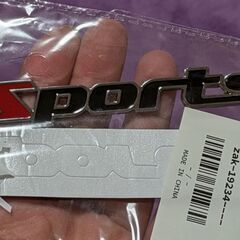 Sports
zak-19234----
- / -
MADE IN CHINA